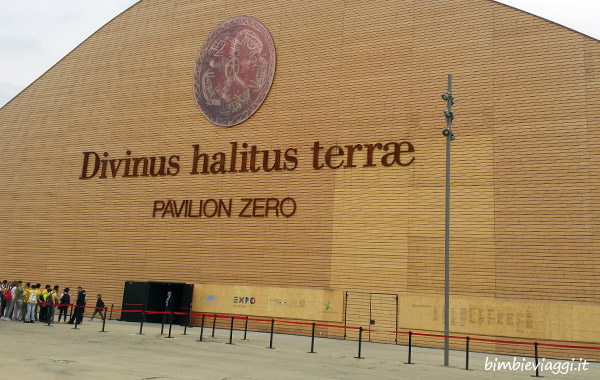 Divinus halitus terræ
PAVILION ZERO
EXPO
bimbieviaggi.it